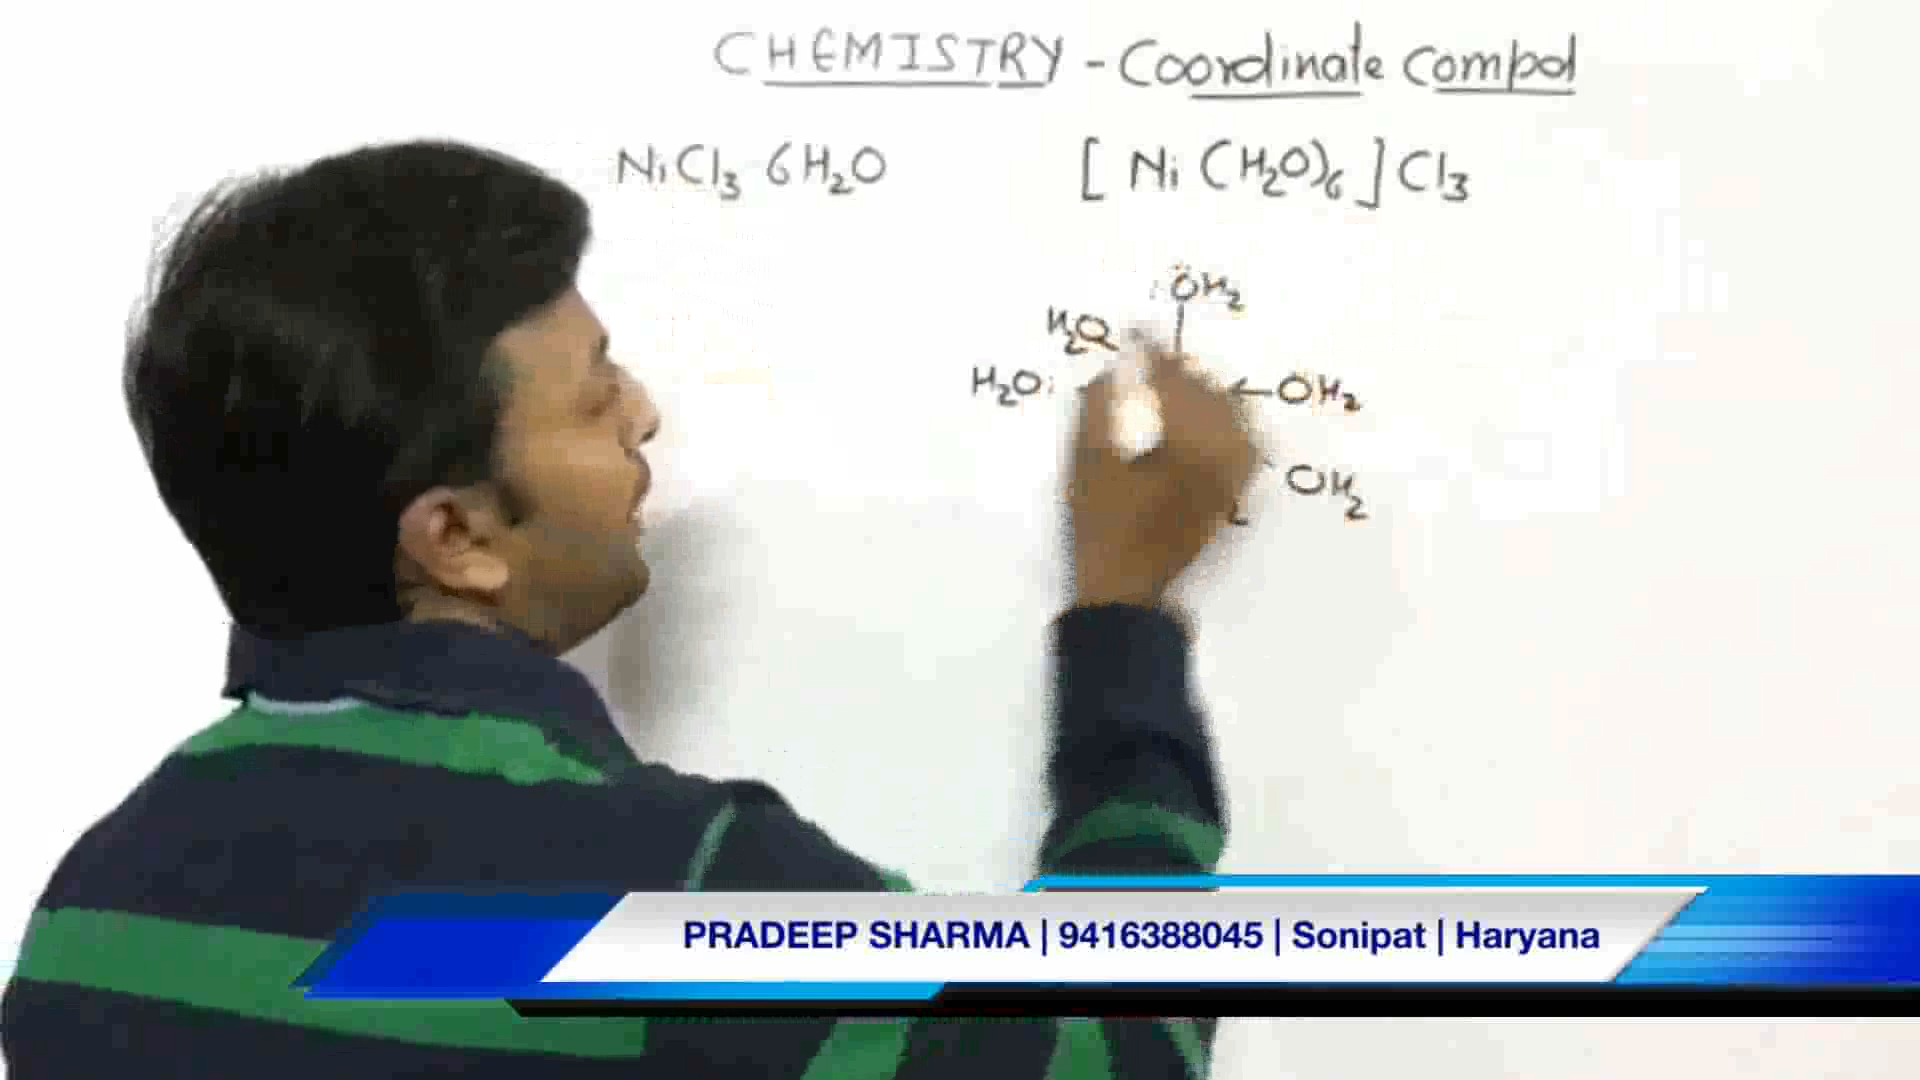 CHEMISTRY - Coordinate Compd
NiCl3 6H2O [Ni(H2O)6]Cl3
OH2
H2O
H2O: ←OH2
OH2
PRADEEP SHARMA | 9416388045 | Sonipat | Haryana